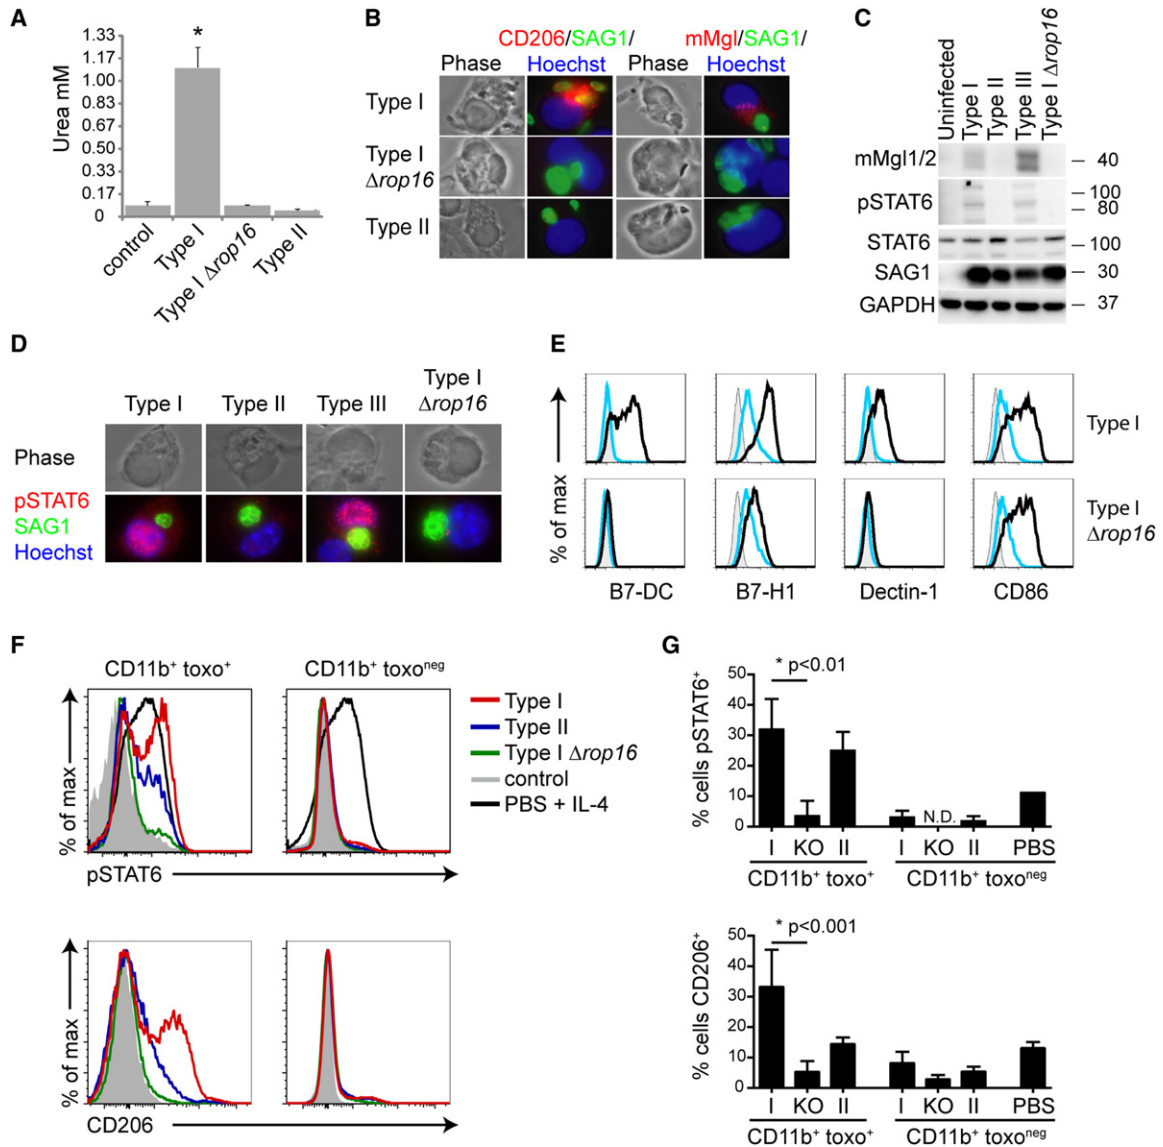 A
1.33
1.17
1.00
0.83
0.67
0.50
0.33
0.17
0
Urea mM
*
control
Type I
Type I Δrop16
Type II
B
CD206/SAG1/ mMgl/SAG1/
Phase Hoechst Phase Hoechst
Type I
Type I
Δrop16
Type II
C
Uninfected
Type I
Type II
Type III
Type I Δrop16
mMgl1/2 — 40
pSTAT6 — 100
— 80
STAT6 — 100
SAG1 — 30
GAPDH — 37
D
Type I Type II Type III Type I
Δrop16
Phase
pSTAT6
SAG1
Hoechst
E
% of max
Type I
Type I
Δrop16
B7-DC B7-H1 Dectin-1 CD86
F
CD11b⁺ toxo⁺ CD11b⁺ toxoⁿᵉᵍ
% of max
pSTAT6
Type I
Type II
Type I Δrop16
control
PBS + IL-4
% of max
CD206
G
* p<0.01
% cells pSTAT6⁺
50
40
30
20
10
0
N.D.
I KO II I KO II PBS
CD11b⁺ toxo⁺ CD11b⁺ toxoⁿᵉᵍ
* p<0.001
% cells CD206⁺
50
40
30
20
10
0
I KO II I KO II PBS
CD11b⁺ toxo⁺ CD11b⁺ toxoⁿᵉᵍ